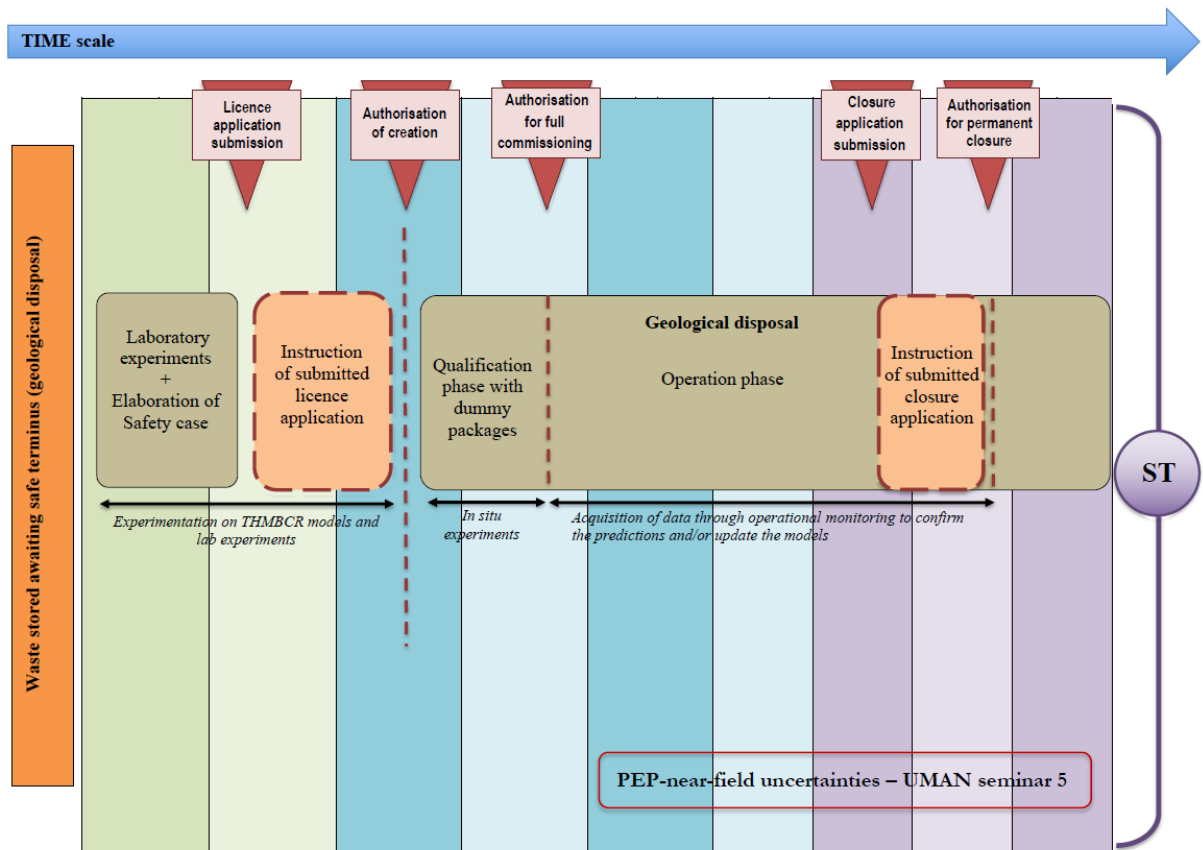 TIME scale
Licence
application
submission
Authorisation
of creation
Authorisation
for full
commissioning
Closure
application
submission
Authorisation
for permanent
closure
Waste stored awaiting safe terminus (geological disposal)
Laboratory
experiments
+
Elaboration of
Safety case
Instruction
of submitted
licence
application
Qualification
phase with
dummy
packages
Geological disposal
Operation phase
Instruction
of submitted
closure
application
ST
Experimentation on THMBCR models and
lab experiments
In situ
experiments
Acquisition of data through operational monitoring to confirm
the predictions and/or update the models
PEP-near-field uncertainties – UMAN seminar 5